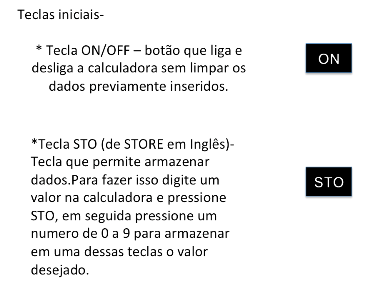 Teclas iniciais-
* Tecla ON/OFF – botão que liga e
desliga a calculadora sem limpar os
dados previamente inseridos.
ON
*Tecla STO (de STORE em Inglês)-
Tecla que permite armazenar
dados.Para fazer isso digite um
valor na calculadora e pressione
STO, em seguida pressione um
numero de 0 a 9 para armazenar
em uma dessas teclas o valor
desejado.
STO